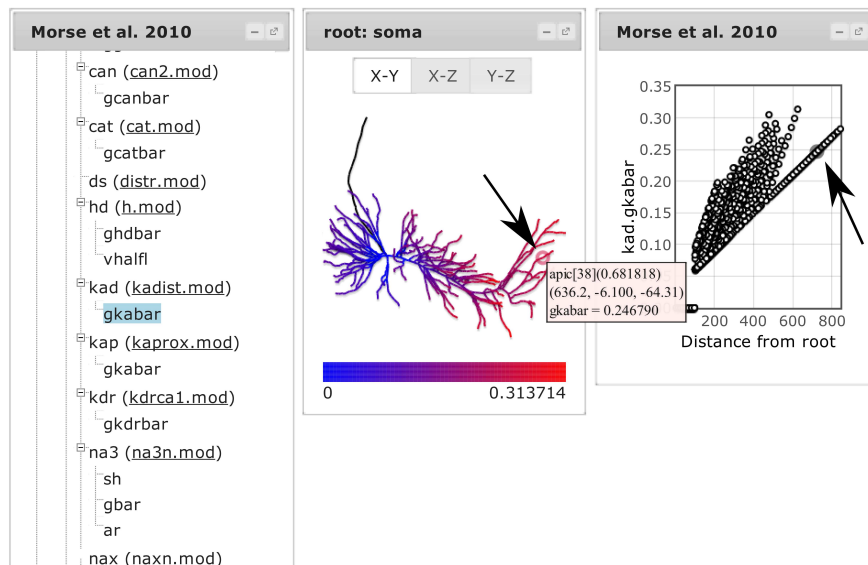 Morse et al. 2010
can (can2.mod)
gcanbar
cat (cat.mod)
gcatbar
ds (distr.mod)
hd (h.mod)
ghdbar
vhalfl
kad (kadist.mod)
gkabar
kap (kaprox.mod)
gkabar
kdr (kdrca1.mod)
gkdrbar
na3 (na3n.mod)
sh
gbar
ar
nax (naxn.mod)
root: soma
X-Y X-Z Y-Z
apic[38](0.681818)
(636.2, -6.100, -64.31)
gkabar = 0.246790
0 0.313714
Morse et al. 2010
0.35
0.30
0.25
0.20
0.15
0.10
kad.gkabar
200 400 600 800
Distance from root